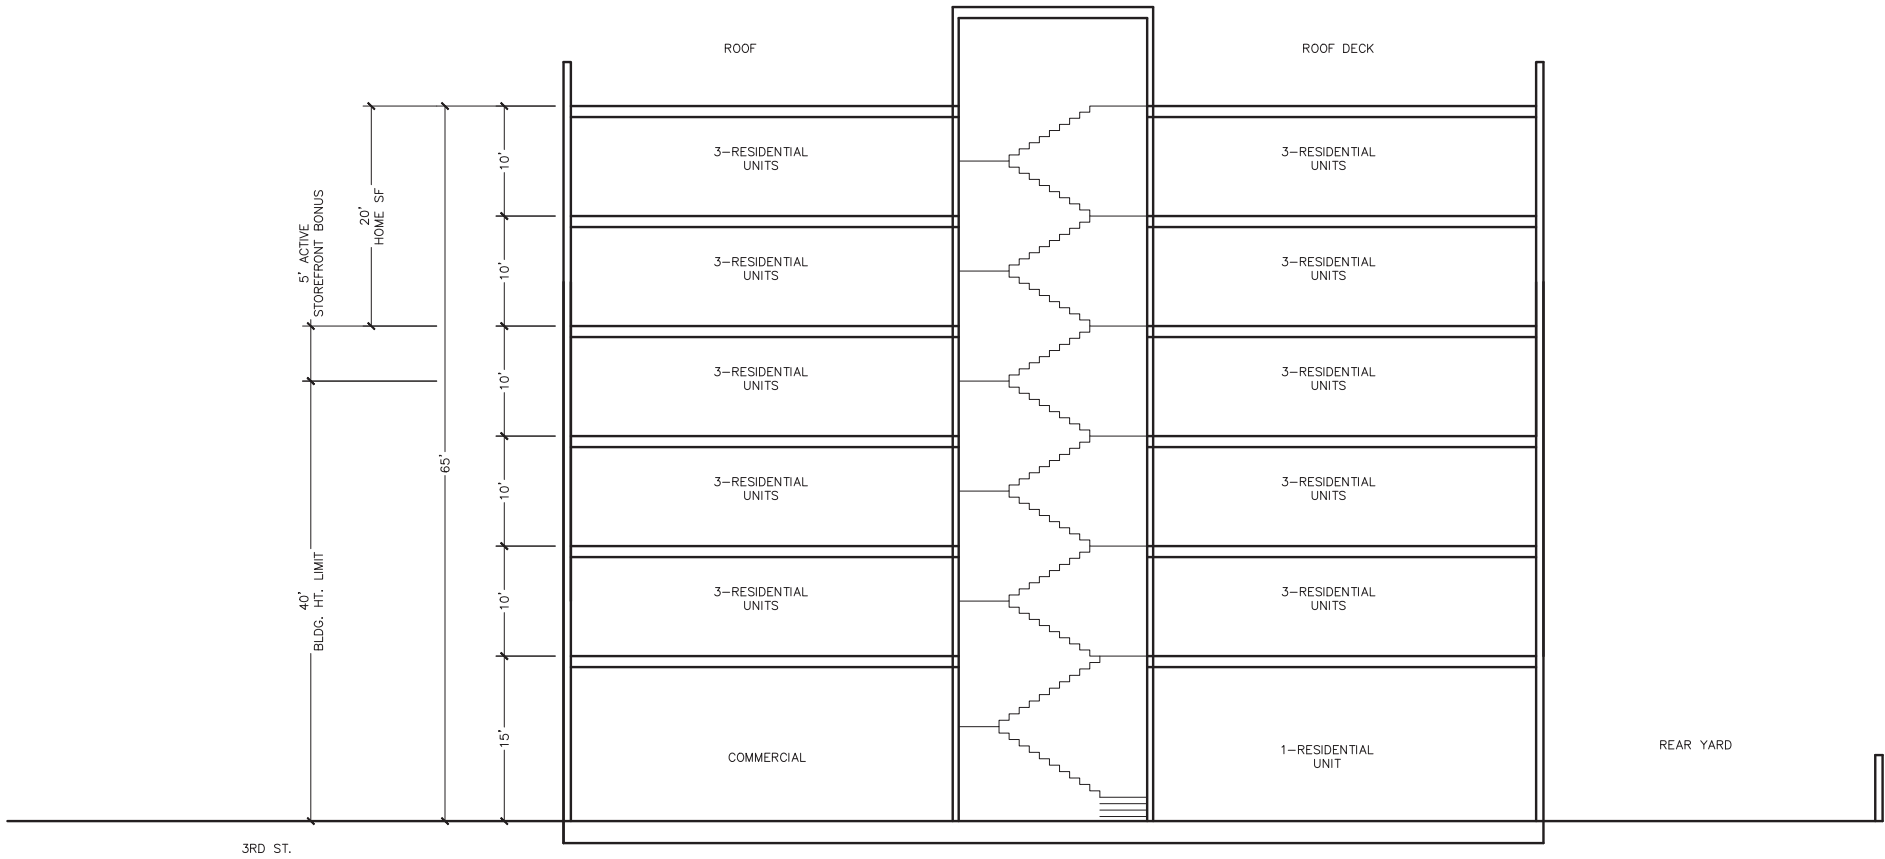 ROOF
ROOF DECK
10'
3-RESIDENTIAL
UNITS
3-RESIDENTIAL
UNITS
20'
HOME SF
5' ACTIVE
STOREFRONT BONUS
10'
3-RESIDENTIAL
UNITS
3-RESIDENTIAL
UNITS
10'
3-RESIDENTIAL
UNITS
3-RESIDENTIAL
UNITS
65'
10'
3-RESIDENTIAL
UNITS
3-RESIDENTIAL
UNITS
40'
BLDG. HT. LIMIT
10'
3-RESIDENTIAL
UNITS
3-RESIDENTIAL
UNITS
15'
COMMERCIAL
1-RESIDENTIAL
UNIT
REAR YARD
3RD ST.